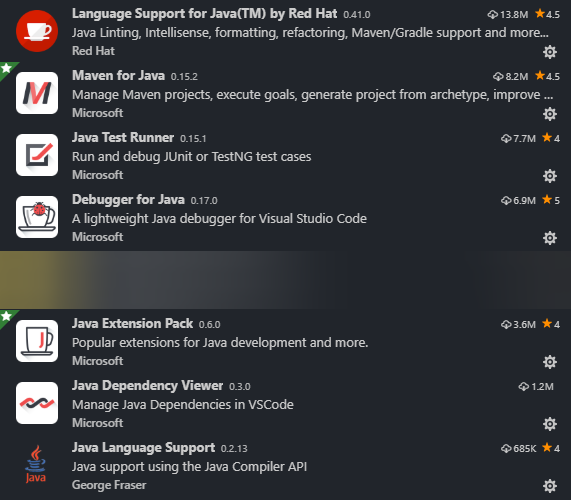 Language Support for Java(TM) by Red Hat 0.41.0 13.8M ★4.5
Java Linting, Intellisense, formatting, refactoring, Maven/Gradle support and more...
Red Hat
Maven for Java 0.15.2 8.2M ★4.5
Manage Maven projects, execute goals, generate project from archetype, improve ...
Microsoft
Java Test Runner 0.15.1 7.7M ★4
Run and debug JUnit or TestNG test cases
Microsoft
Debugger for Java 0.17.0 6.9M ★5
A lightweight Java debugger for Visual Studio Code
Microsoft
Java Extension Pack 0.6.0 3.6M ★4
Popular extensions for Java development and more.
Microsoft
Java Dependency Viewer 0.3.0 1.2M
Manage Java Dependencies in VSCode
Microsoft
Java Language Support 0.2.13 685K ★4
Java support using the Java Compiler API
Java
George Fraser